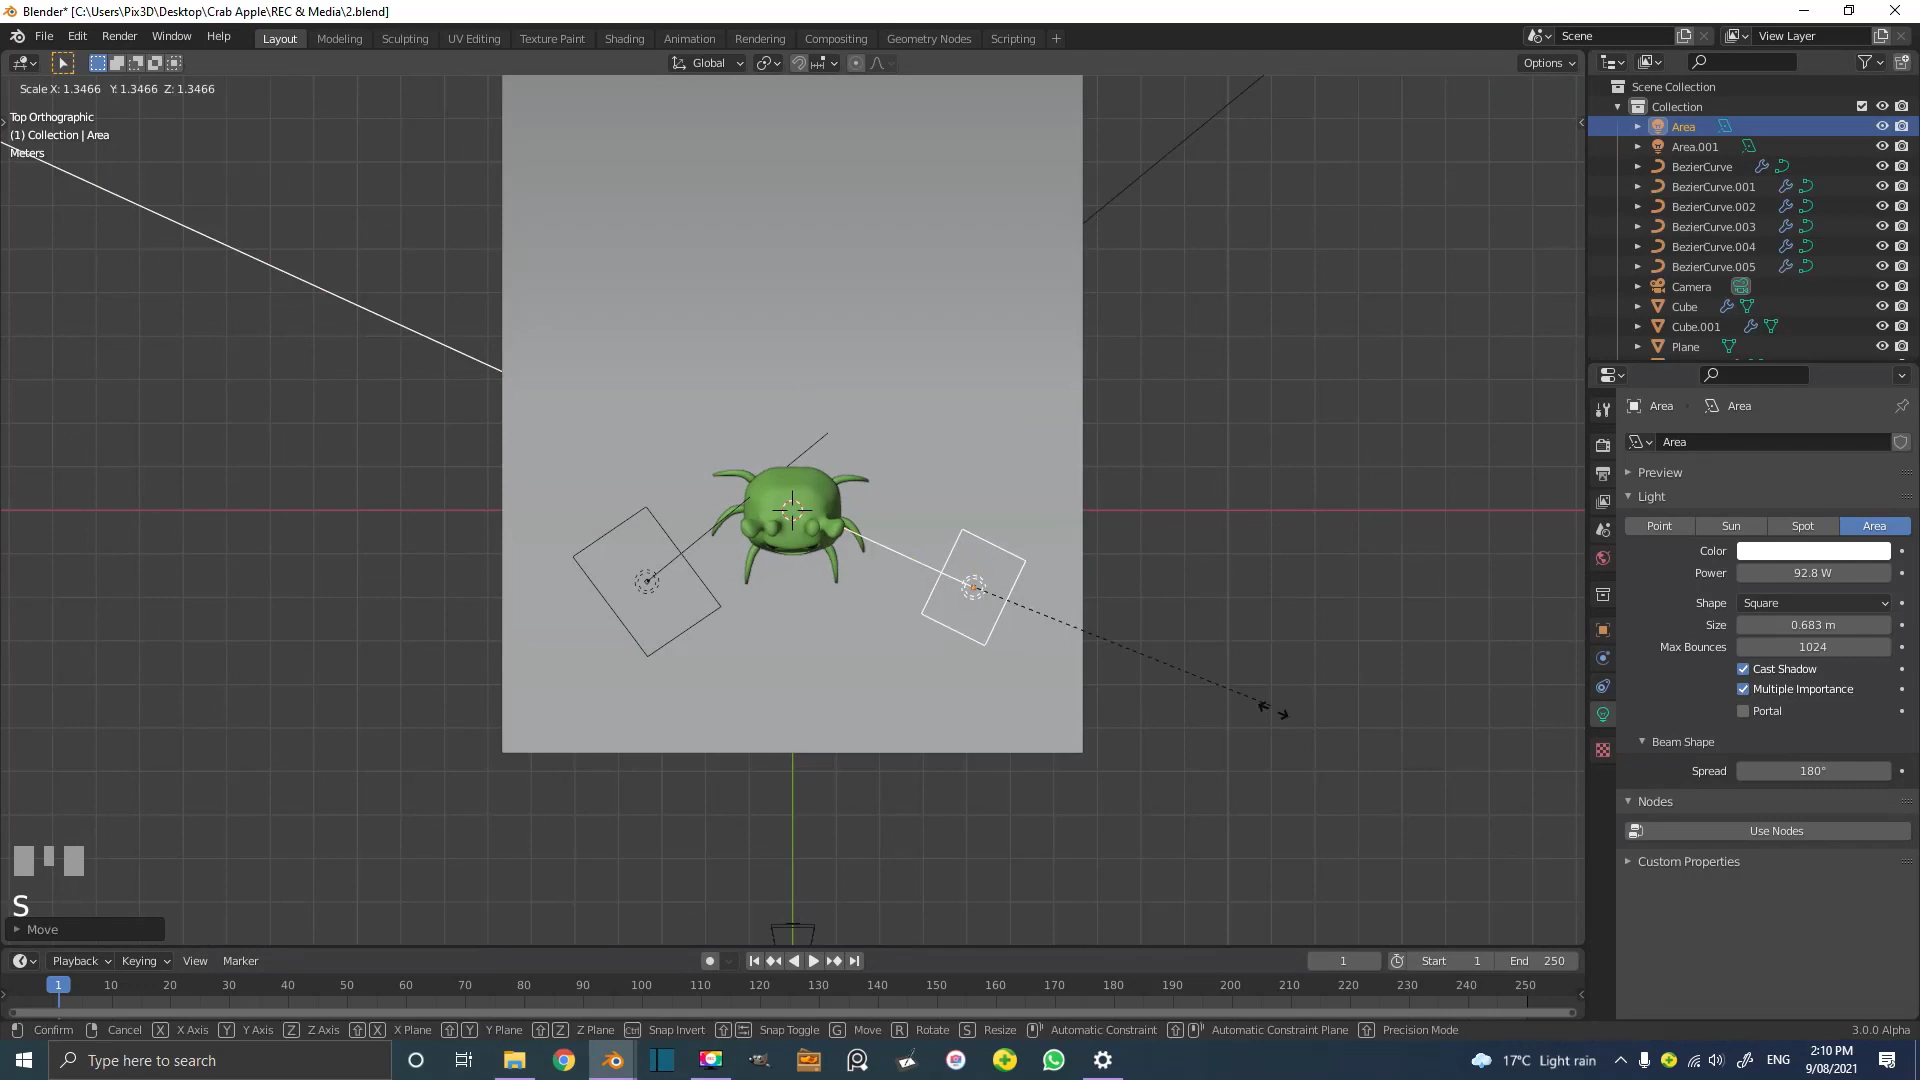 Blender* [C:\Users\Pix3D\Desktop\Crab Apple\REC & Media\2.blend]
File Edit Render Window Help Layout Modeling Sculpting UV Editing Texture Paint Shading Animation Rendering Compositing Geometry Nodes Scripting + Scene View Layer
Global Options
Scale X: 1.3466 Y: 1.3466 Z: 1.3466
Top Orthographic
(1) Collection | Area
Meters
S
Move
Scene Collection
Collection
Area
Area.001
BezierCurve
BezierCurve.001
BezierCurve.002
BezierCurve.003
BezierCurve.004
BezierCurve.005
Camera
Cube
Cube.001
Plane
Area Area
Area
Preview
Light
Point Sun Spot Area
Color
Power 92.8 W
Shape Square
Size 0.683 m
Max Bounces 1024
Cast Shadow
Multiple Importance
Portal
Beam Shape
Spread 180°
Nodes
Use Nodes
Custom Properties
Playback Keying View Marker 1 Start 1 End 250
1 10 20 30 40 50 60 70 80 90 100 110 120 130 140 150 160 170 180 190 200 210 220 230 240 250
Confirm Cancel X X Axis Y Y Axis Z Z Axis X X Plane Y Y Plane Z Z Plane Ctrl Snap Invert Snap Toggle G Move R Rotate S Resize Automatic Constraint Automatic Constraint Plane Precision Mode 3.0.0 Alpha
Type here to search 17°C Light rain ENG 2:10 PM
9/08/2021